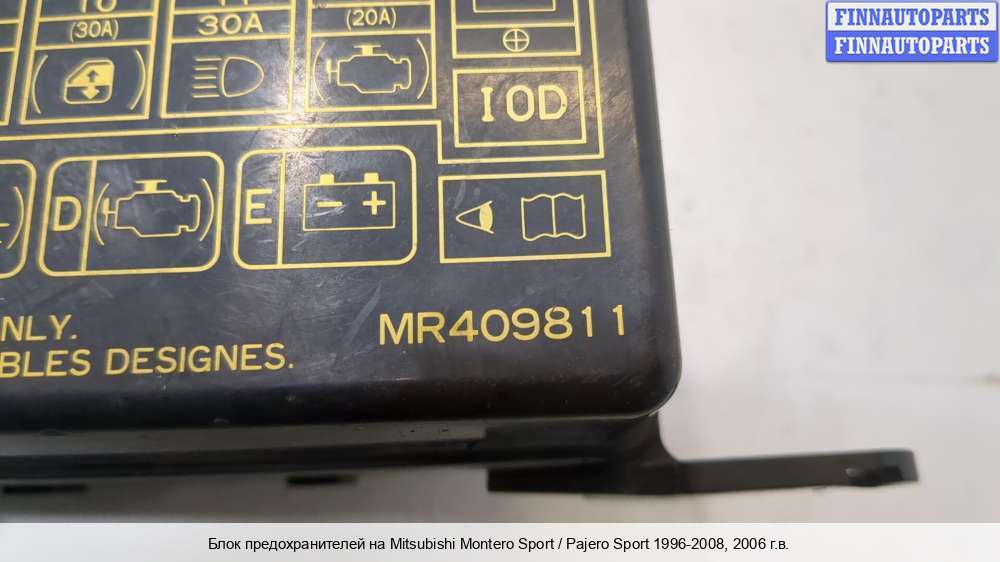 FINNAUTOPARTS
FINNAUTOPARTS
(30A)
30A
(20A)
IOD
D
E
NLY.
BLES DESIGNES.
MR409811
Блок предохранителей на Mitsubishi Montero Sport / Pajero Sport 1996-2008, 2006 г.в.